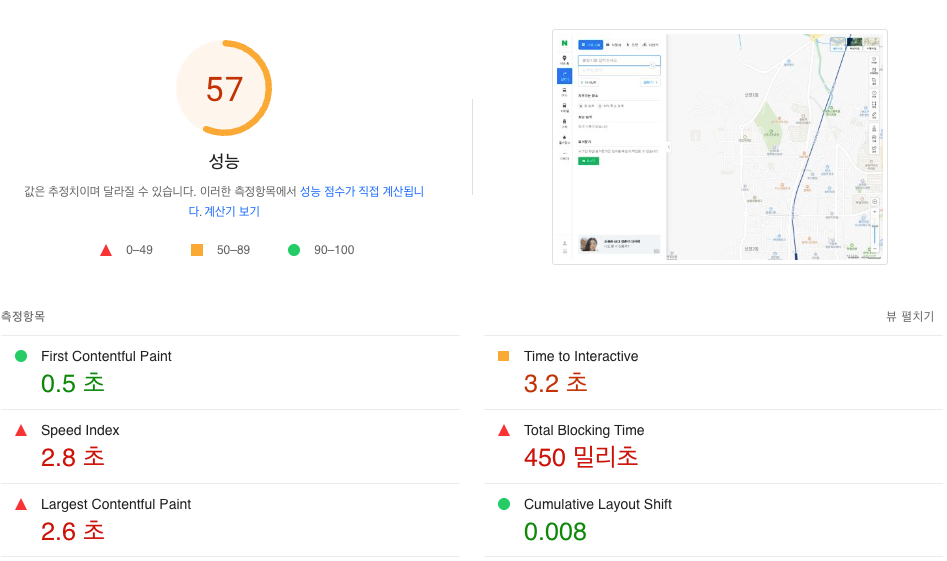 57
성능
값은 추정치이며 달라질 수 있습니다. 이러한 측정항목에서 성능 점수가 직접 계산됩니
다. 계산기 보기
0–49
50–89
90–100
측정항목
뷰 펼치기
First Contentful Paint
0.5 초
Time to Interactive
3.2 초
Speed Index
2.8 초
Total Blocking Time
450 밀리초
Largest Contentful Paint
2.6 초
Cumulative Layout Shift
0.008